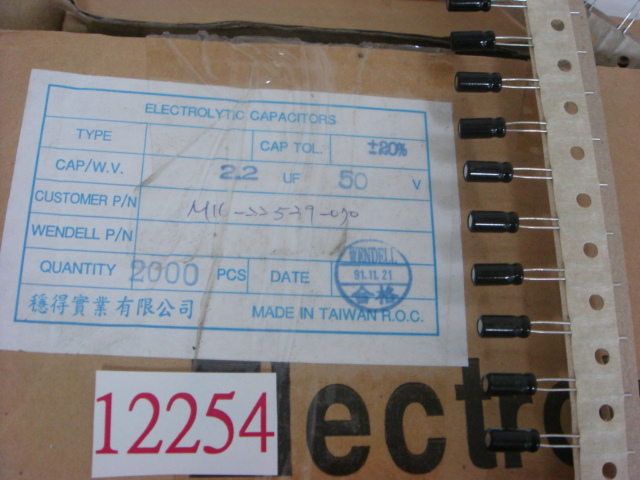 ELECTROLYTIC CAPACITORS
TYPE CAP TOL. ±20%
CAP/W.V. 2.2 UF 50 V
CUSTOMER P/N
WENDELL P/N
QUANTITY 2000 PCS DATE WENDELL 91.11.21 合格
穩得實業有限公司 MADE IN TAIWAN R.O.C.
12254
Electro